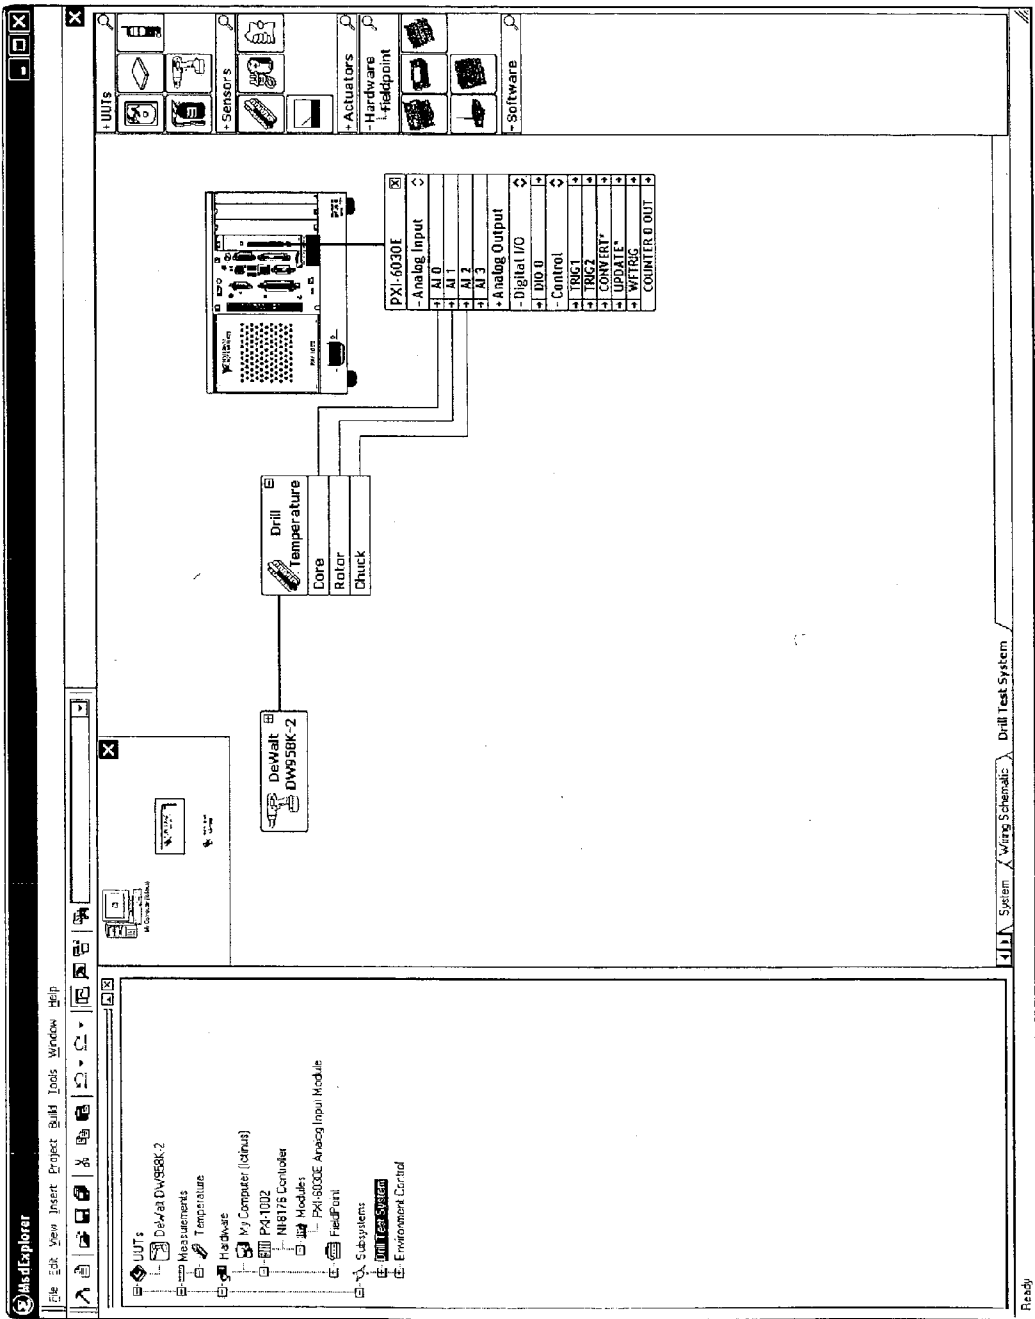 MsdExplorer
File Edit View Insert Project Build Tools Window Help
UUTs
DeWalt DW958K-2
Measurements
Temperature
Hardware
My Computer (Ictinus)
PXI-1002
NI-8176 Controller
Modules
PXI-6030E Analog Input Module
FieldPoint
Subsystems
Drill Test System
Environment Control
DeWalt
DW958K-2
Drill
Temperature
Core
Rotor
Chuck
PXI-6030E
- Analog Input
AI 0
AI 1
AI 2
AI 3
+ Analog Output
- Digital I/O
DIO 0
- Control
TRIG1
TRIG2
CONVERT*
UPDATE*
WFTRIG
COUNTER 0 OUT
+ UUTs
+ Sensors
+ Actuators
- Hardware
Fieldpoint
- Software
System
Wiring Schematic
Drill Test System
Ready